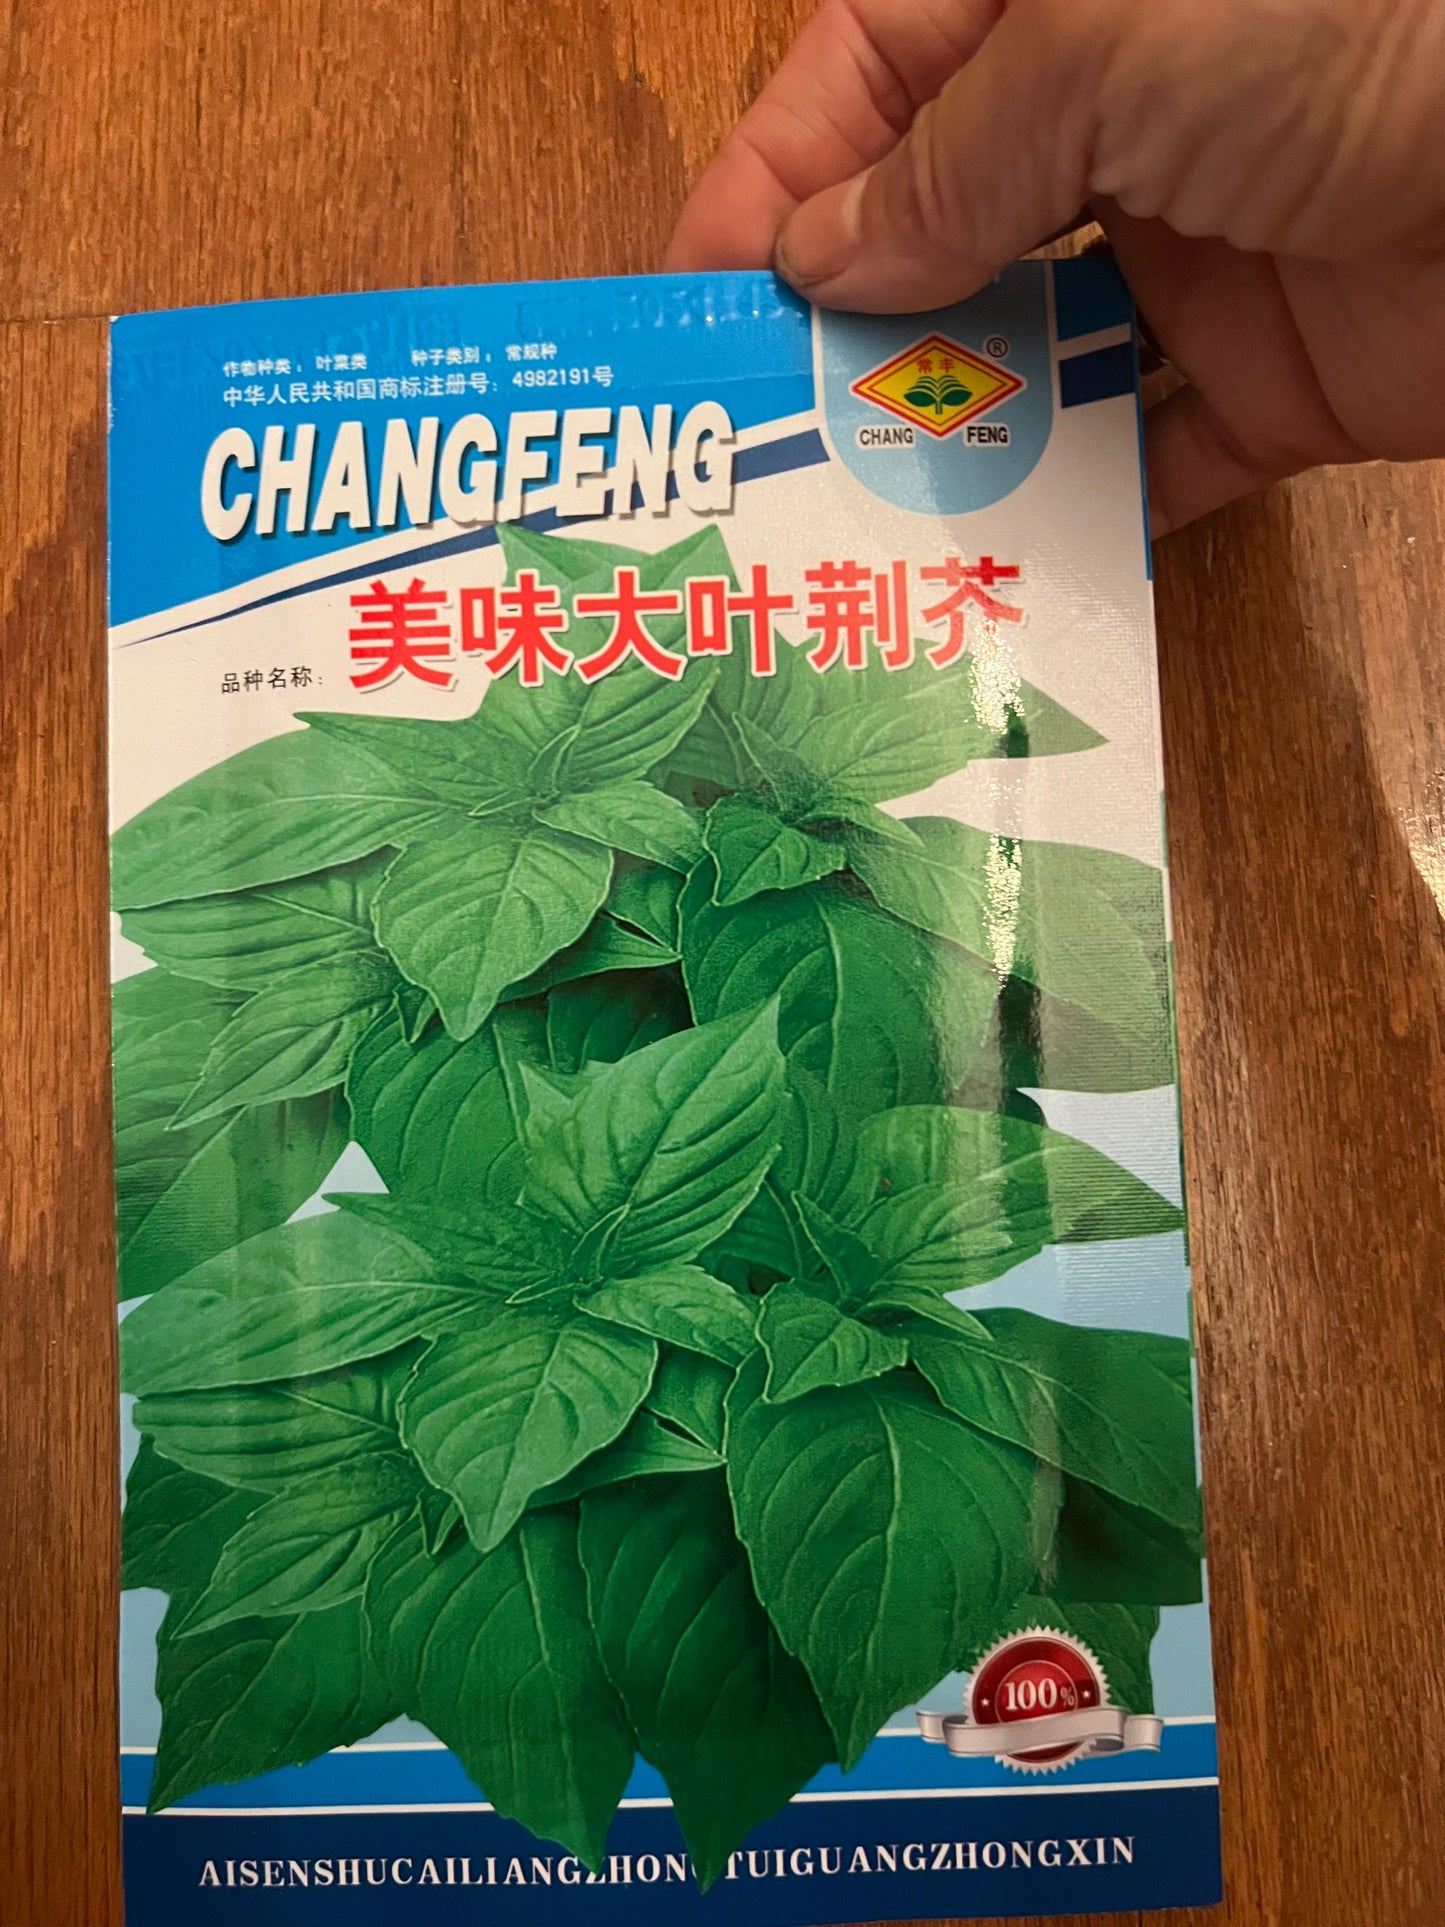 作物种类：叶菜类 种子类别：常规种
中华人民共和国商标注册号：4982191号
CHANGFENG
常丰
®
CHANG FENG
品种名称：美味大叶荆芥
100%
AISENSHUCAILIANGZHONGTUIGUANGZHONGXIN